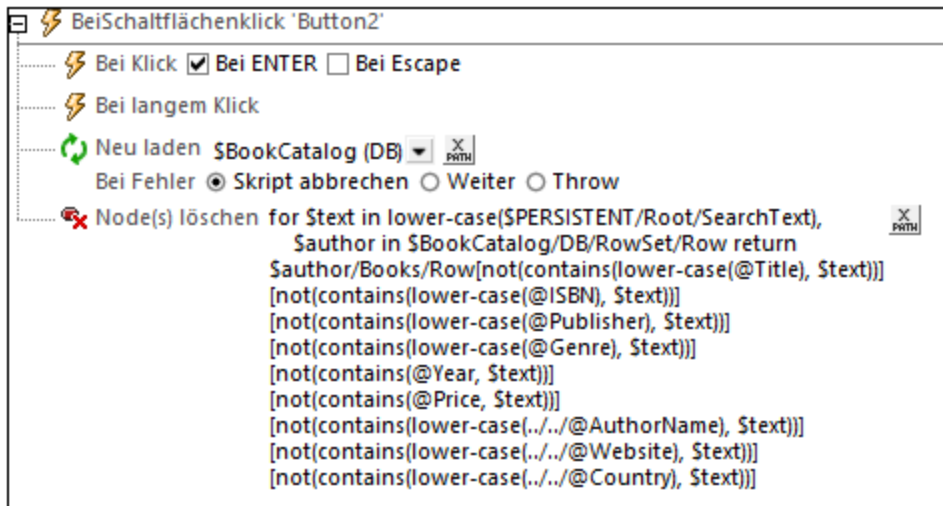 BeiSchaltflächenklick 'Button2'
Bei Klick Bei ENTER Bei Escape
Bei langem Klick
Neu laden $BookCatalog (DB) X PATH
Bei Fehler Skript abbrechen Weiter Throw
Node(s) löschen for $text in lower-case($PERSISTENT/Root/SearchText), X PATH
$author in $BookCatalog/DB/RowSet/Row return
$author/Books/Row[not(contains(lower-case(@Title), $text))]
[not(contains(lower-case(@ISBN), $text))]
[not(contains(lower-case(@Publisher), $text))]
[not(contains(lower-case(@Genre), $text))]
[not(contains(@Year, $text))]
[not(contains(@Price, $text))]
[not(contains(lower-case(../../@AuthorName), $text))]
[not(contains(lower-case(../../@Website), $text))]
[not(contains(lower-case(../../@Country), $text))]